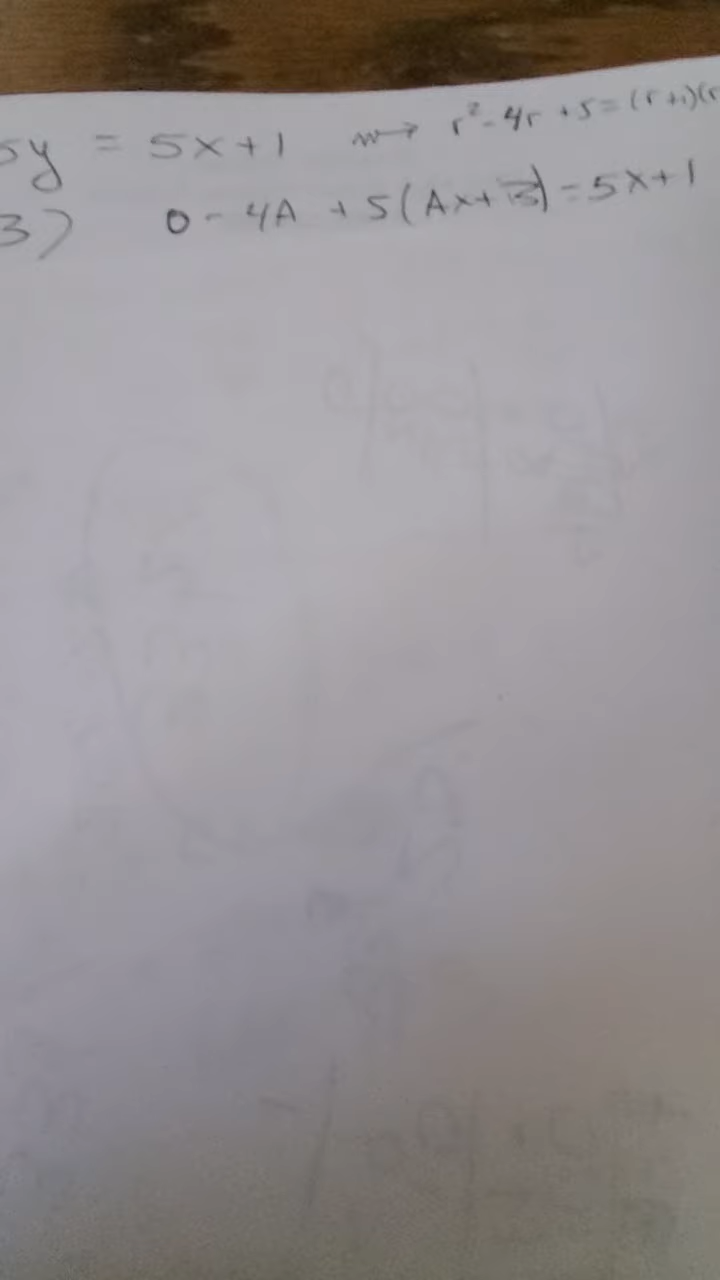 5y = 5x+1 ⇝ r² - 4r + 5 = (r+1)(r
3) 0 - 4A + 5(Ax+B) = 5x+1